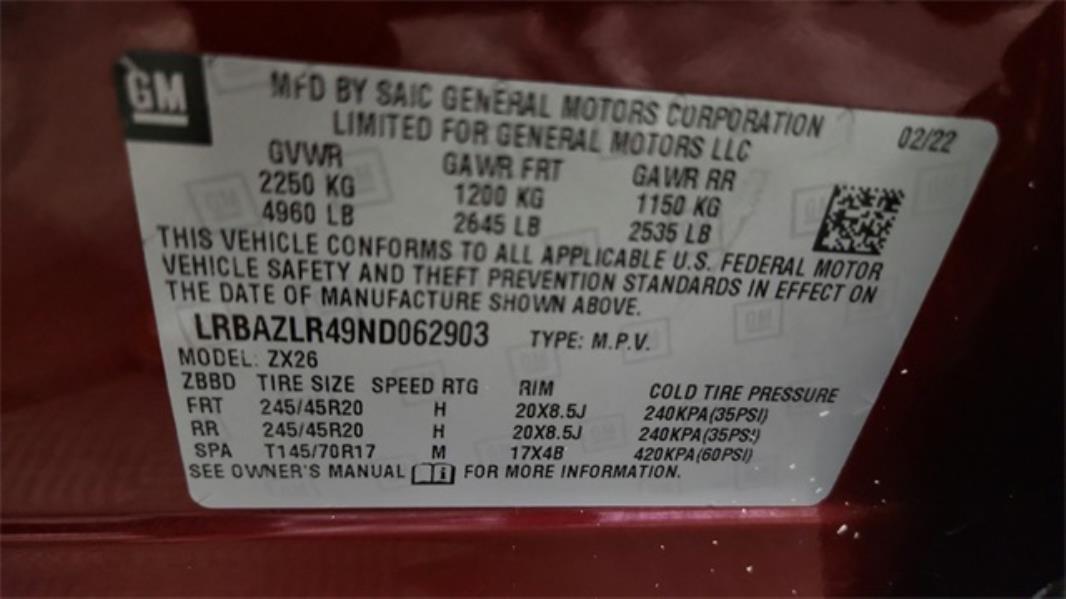 GM
MFD BY SAIC GENERAL MOTORS CORPORATION
LIMITED FOR GENERAL MOTORS LLC
02/22
GVWR GAWR FRT GAWR RR
2250 KG 1200 KG 1150 KG
4960 LB 2645 LB 2535 LB
THIS VEHICLE CONFORMS TO ALL APPLICABLE U.S. FEDERAL MOTOR
VEHICLE SAFETY AND THEFT PREVENTION STANDARDS IN EFFECT ON
THE DATE OF MANUFACTURE SHOWN ABOVE.
LRBAZLR49ND062903 TYPE: M.P.V.
MODEL: ZX26
ZBBD TIRE SIZE SPEED RTG RIM COLD TIRE PRESSURE
FRT 245/45R20 H 20X8.5J 240KPA(35PSI)
RR 245/45R20 H 20X8.5J 240KPA(35PSI)
SPA T145/70R17 M 17X4B 420KPA(60PSI)
SEE OWNER'S MANUAL FOR MORE INFORMATION.